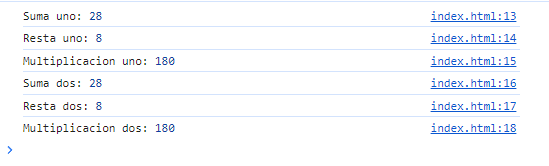 Suma uno: 28 index.html:13
Resta uno: 8 index.html:14
Multiplicacion uno: 180 index.html:15
Suma dos: 28 index.html:16
Resta dos: 8 index.html:17
Multiplicacion dos: 180 index.html:18
>